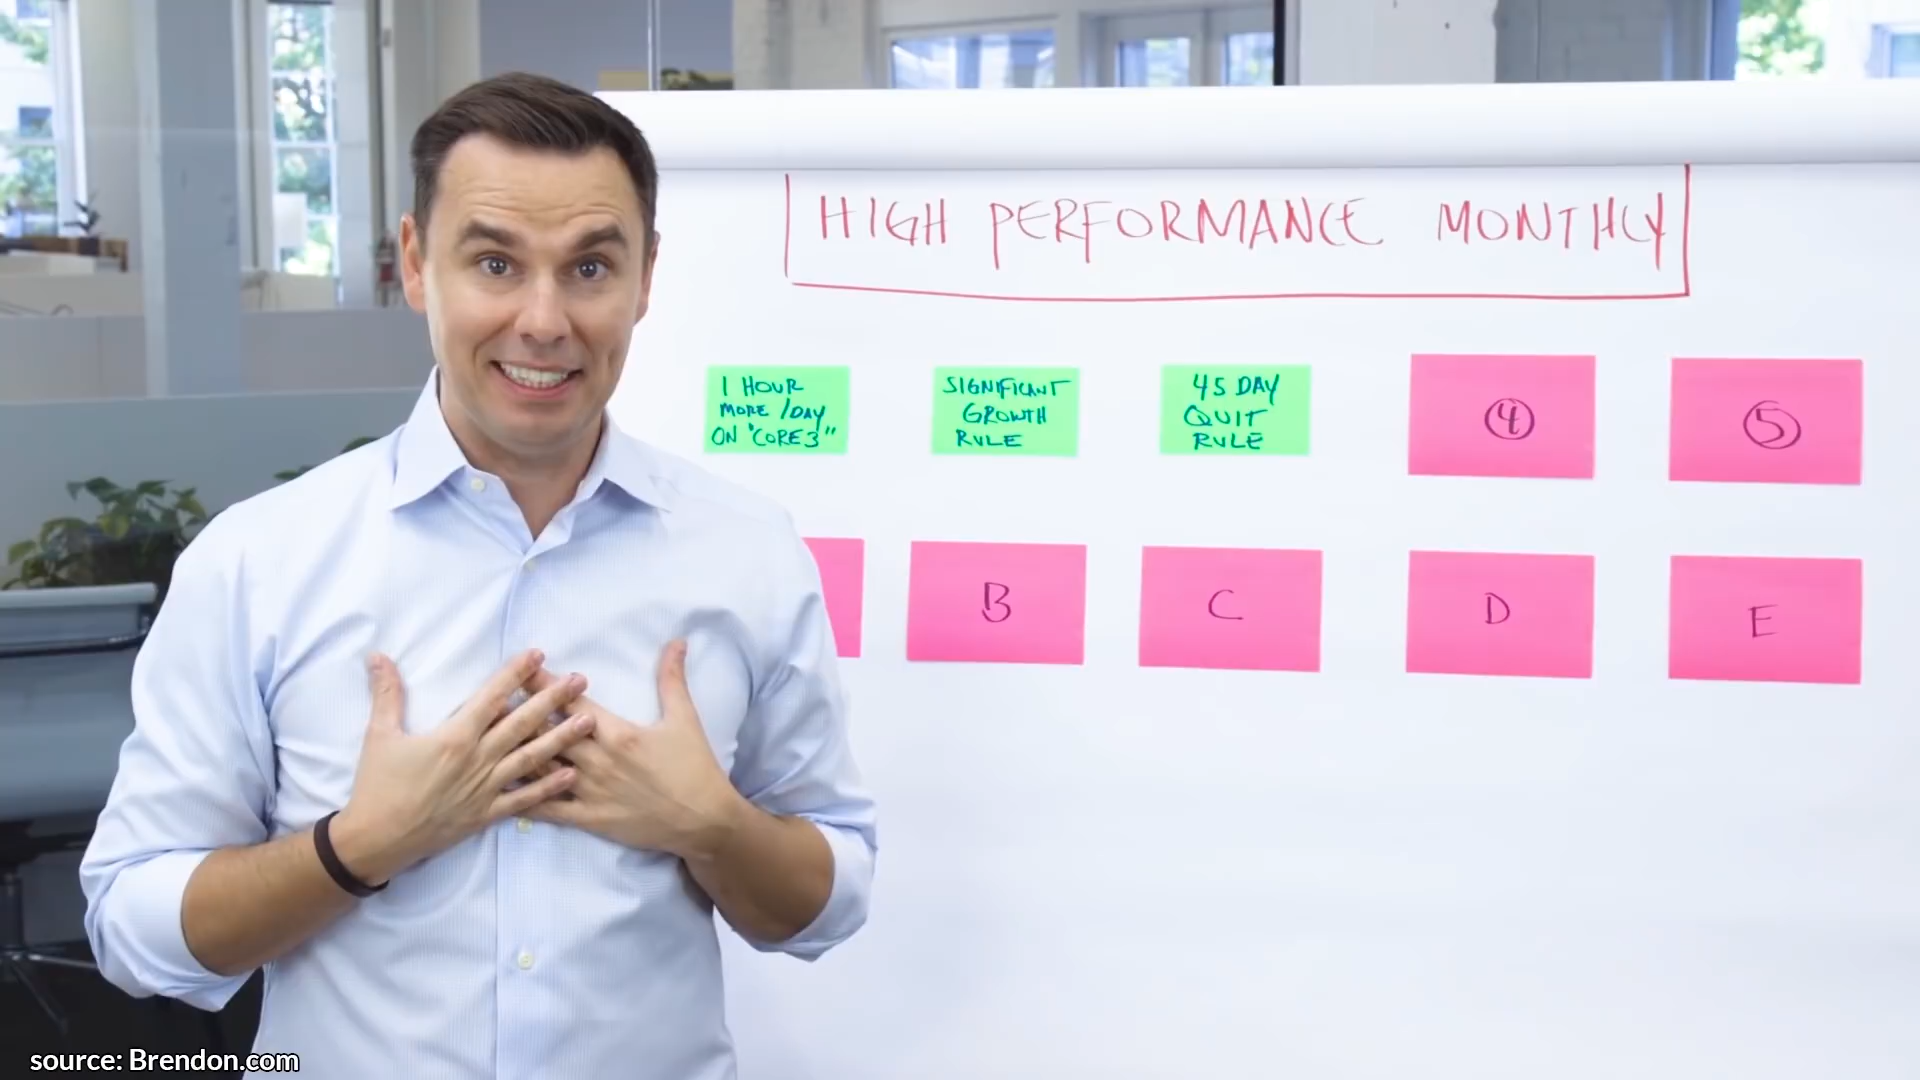 HIGH PERFORMANCE MONTHLY
1 HOUR
MORE /DAY
ON "CORE3"
SIGNIFICANT
GROWTH
RULE
45 DAY
QUIT
RULE
4
5
B
C
D
E
source: Brendon.com